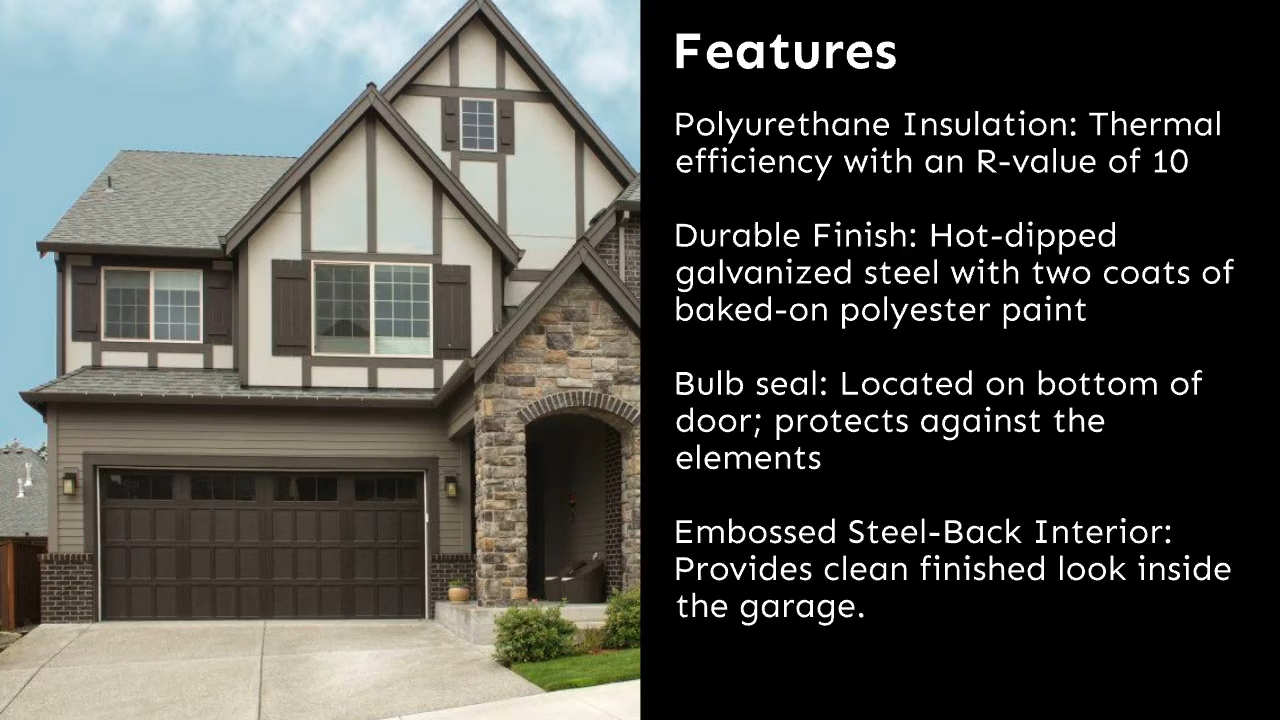 Features
Polyurethane Insulation: Thermal
efficiency with an R-value of 10
Durable Finish: Hot-dipped
galvanized steel with two coats of
baked-on polyester paint
Bulb seal: Located on bottom of
door; protects against the
elements
Embossed Steel-Back Interior:
Provides clean finished look inside
the garage.